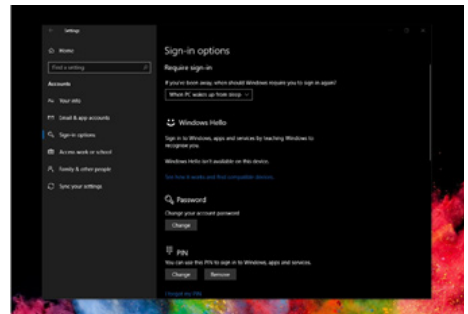 Settings
Home
Find a setting
Accounts
Your info
Email & app accounts
Sign-in options
Access work or school
Family & other people
Sync your settings
Sign-in options
Require sign-in
If you've been away, when should Windows require you to sign in again?
When PC wakes up from sleep
Windows Hello
Sign in to Windows, apps and services by teaching Windows to
recognise you.
Windows Hello isn't available on this device.
See how it works and find compatible devices.
Password
Change your account password
Change
PIN
You can use this PIN to sign in to Windows, apps and services.
Change Remove
I forgot my PIN